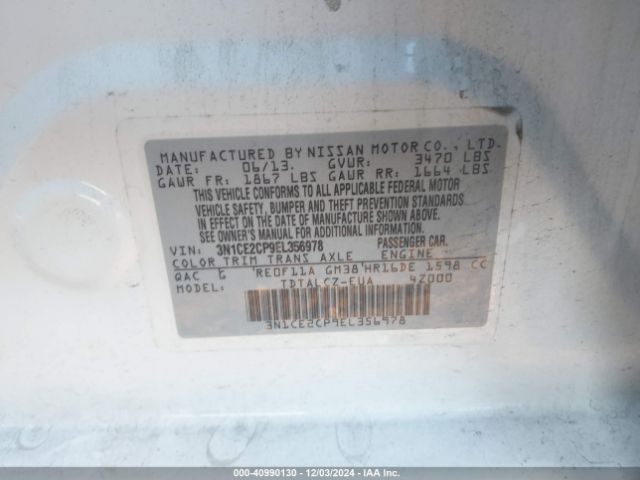 MANUFACTURED BY NISSAN MOTOR CO., LTD.
DATE: 06/13. GVWR: 3470 LBS
GAWR FR: 1867 LBS GAWR RR: 1664 LBS
THIS VEHICLE CONFORMS TO ALL APPLICABLE FEDERAL MOTOR
VEHICLE SAFETY, BUMPER AND THEFT PREVENTION STANDARDS
IN EFFECT ON THE DATE OF MANUFACTURE SHOWN ABOVE.
SEE OWNER'S MANUAL FOR ADDITIONAL INFORMATION.
VIN: 3N1CE2CP9EL356978 PASSENGER CAR.
COLOR TRIM TRANS AXLE ENGINE
QAC G RE0F11A GM38 HR16DE 1598 CC
MODEL: TDTALCZ-EUA 4Z000
3N1CE2CP9EL356978
000-40990130 - 12/03/2024 - IAA Inc.